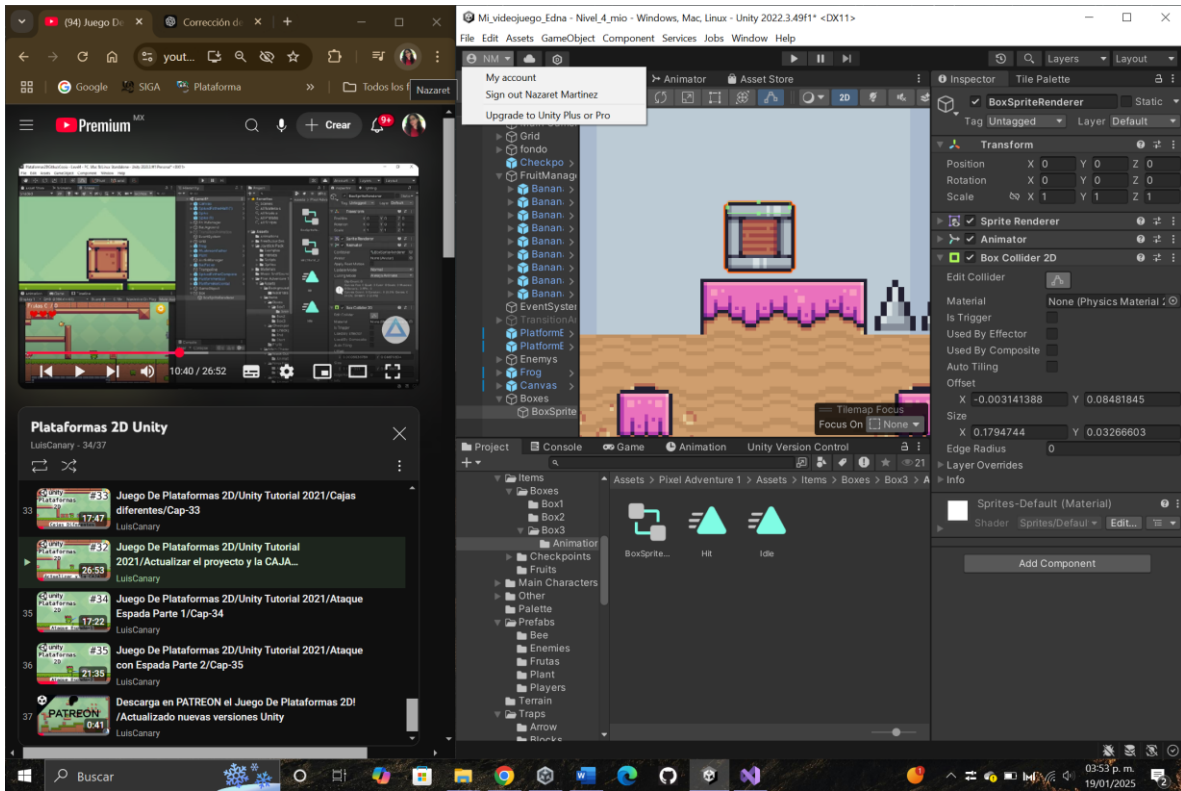 (94) Juego De
Corrección de
yout...
Google
SIGA
Plataforma
Todos los f
Nazaret
Premium MX
Crear
9+
10:40 / 26:52
Plataformas 2D Unity
LuisCanary - 34/37
33
#33
17:47
Juego De Plataformas 2D/Unity Tutorial 2021/Cajas
diferentes/Cap-33
LuisCanary
#32
26:53
Juego De Plataformas 2D/Unity Tutorial
2021/Actualizar el proyecto y la CAJA...
LuisCanary
35
#34
17:22
Juego De Plataformas 2D/Unity Tutorial 2021/Ataque
Espada Parte 1/Cap-34
LuisCanary
36
#35
21:35
Juego De Plataformas 2D/Unity Tutorial 2021/Ataque
con Espada Parte 2/Cap-35
LuisCanary
37
PATREON
0:41
Descarga en PATREON el Juego De Plataformas 2D!
/Actualizado nuevas versiones Unity
LuisCanary
Mi_videojuego_Edna - Nivel_4_mio - Windows, Mac, Linux - Unity 2022.3.49f1* <DX11>
File Edit Assets GameObject Component Services Jobs Window Help
NM
Layers
Layout
My account
Sign out Nazaret Martinez
Upgrade to Unity Plus or Pro
Animator
Asset Store
2D
Grid
fondo
Checkpo
FruitManage
Banan
Banan
Banan
Banan
Banan
Banan
Banan
Banan
Banan
EventSyster
TransitionAr
PlatformE
PlatformE
Enemys
Frog
Canvas
Boxes
BoxSprite
Tilemap Focus
Focus On None
Inspector
Tile Palette
BoxSpriteRenderer
Static
Tag Untagged
Layer Default
Transform
Position X 0 Y 0 Z 0
Rotation X 0 Y 0 Z 0
Scale X 1 Y 1 Z 1
Sprite Renderer
Animator
Box Collider 2D
Edit Collider
Material None (Physics Material
Is Trigger
Used By Effector
Used By Composite
Auto Tiling
Offset
X -0.003141388 Y 0.08481845
Size
X 0.1794744 Y 0.03266603
Edge Radius 0
Layer Overrides
Info
Sprites-Default (Material)
Shader Sprites/Defaul Edit...
Add Component
Project
Console
Game
Animation
Unity Version Control
21
Items
Boxes
Box1
Box2
Box3
Animation
Checkpoints
Fruits
Main Characters
Other
Palette
Prefabs
Bee
Enemies
Frutas
Plant
Players
Terrain
Traps
Arrow
Blocks
Assets > Pixel Adventure 1 > Assets > Items > Boxes > Box3 > A
BoxSprite...
Hit
Idle
Buscar
03:53 p. m.
19/01/2025
2